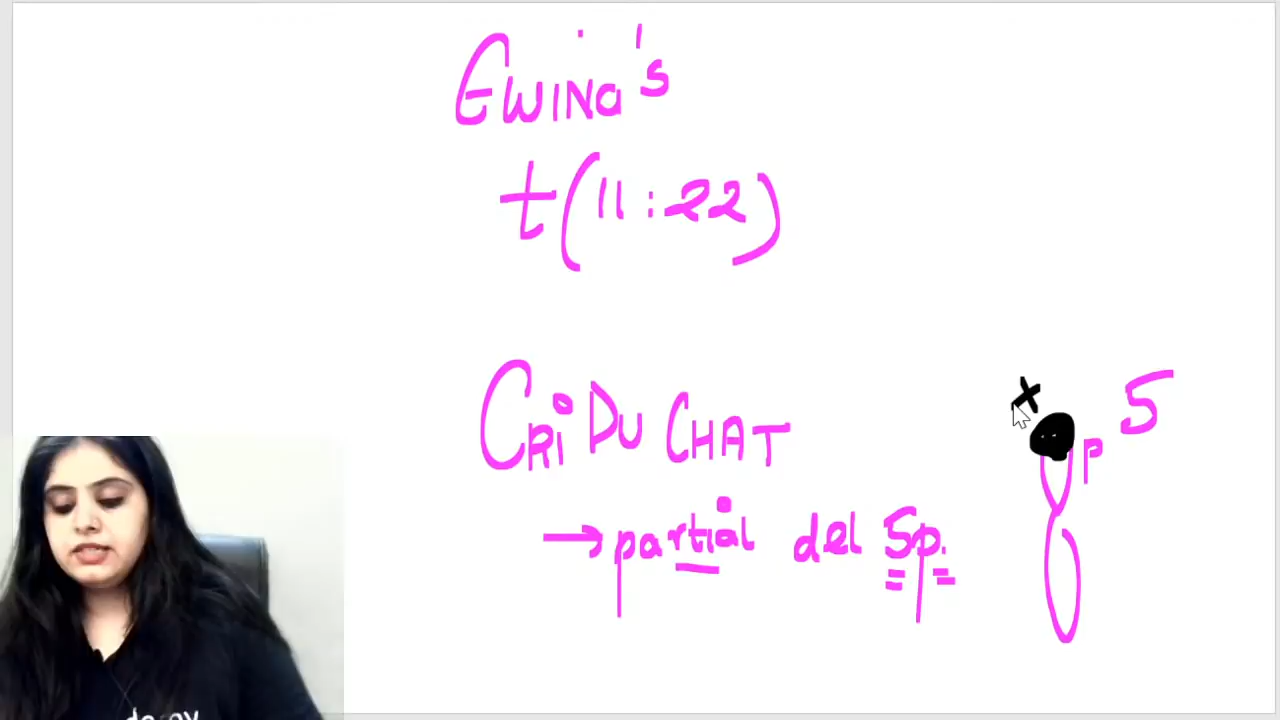 EWING's
t(11:22)
CRi DU CHAT
x
p 5
→ partial del 5p.